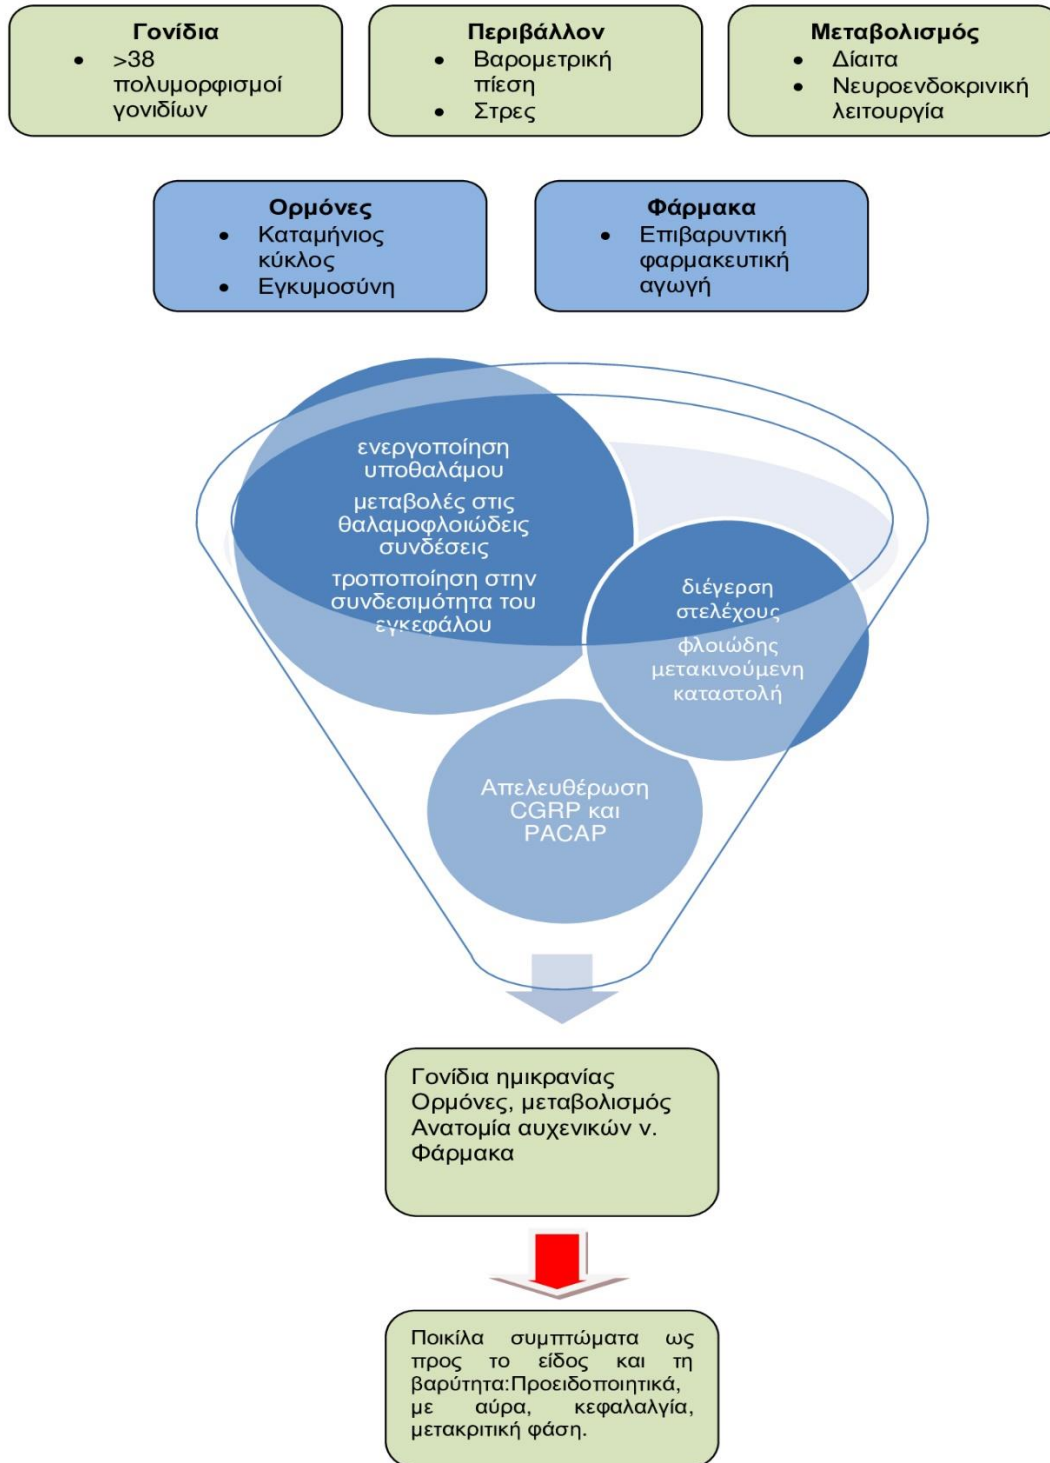 Γονίδια
• >38
πολυμορφισμοί
γονιδίων
Περιβάλλον
• Βαρομετρική
πίεση
• Στρες
Μεταβολισμός
• Δίαιτα
• Νευροενδοκρινική
λειτουργία
Ορμόνες
• Καταμήνιος
κύκλος
• Εγκυμοσύνη
Φάρμακα
• Επιβαρυντική
φαρμακευτική
αγωγή
ενεργοποίηση
υποθαλάμου
μεταβολές στις
θαλαμοφλοιώδεις
συνδέσεις
τροποποίηση στην
συνδεσιμότητα του
εγκεφάλου
διέγερση
στελέχους
φλοιώδης
μετακινούμενη
καταστολή
Απελευθέρωση
CGRP και
PACAP
Γονίδια ημικρανίας
Ορμόνες, μεταβολισμός
Ανατομία αυχενικών ν.
Φάρμακα
Ποικίλα συμπτώματα ως
προς το είδος και τη
βαρύτητα:Προειδοποιητικά,
με αύρα, κεφαλαλγία,
μετακριτική φάση.